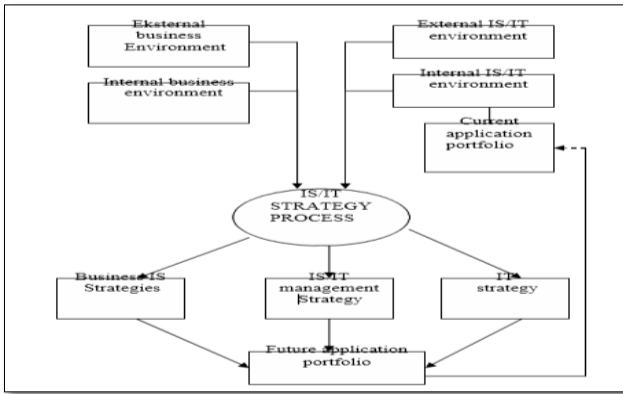 Eksternal
business
Environment
External IS/IT
environment
Internal business
environment
Internal IS/IT
environment
Current
application
portfolio
IS/IT
STRATEGY
PROCESS
Business IS
Strategies
IS/IT
management
Strategy
IT
strategy
Future application
portfolio